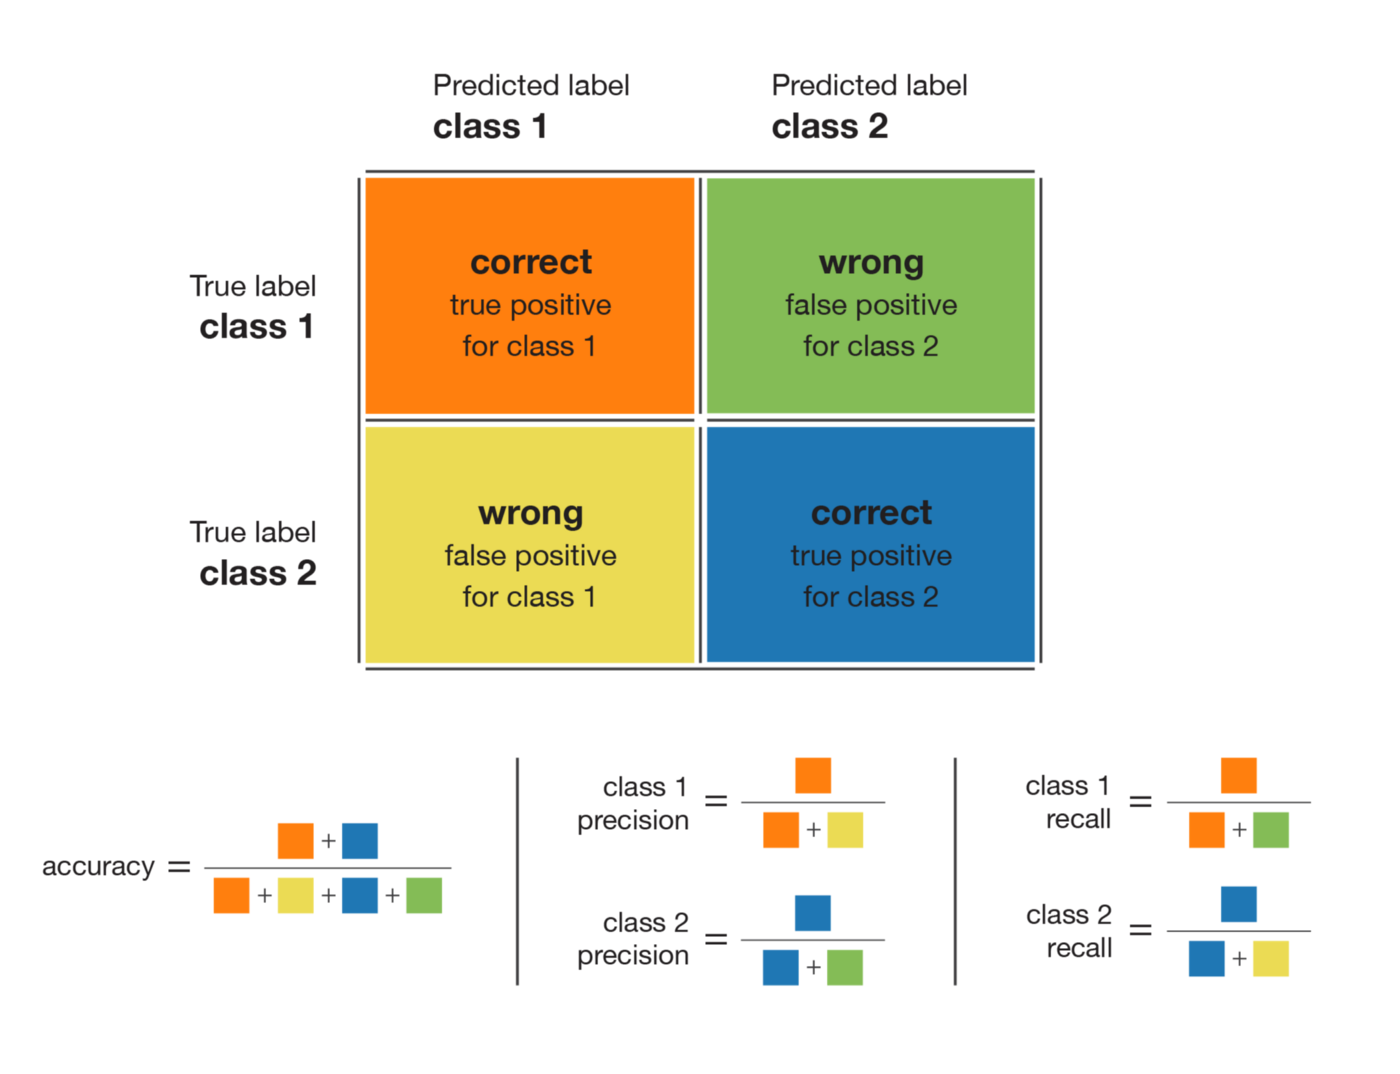 Predicted label
class 1
Predicted label
class 2
True label
class 1
correct
true positive
for class 1
wrong
false positive
for class 2
True label
class 2
wrong
false positive
for class 1
correct
true positive
for class 2
accuracy =
+
+ + +
class 1
precision =
+
class 2
precision =
+
class 1
recall =
+
class 2
recall =
+